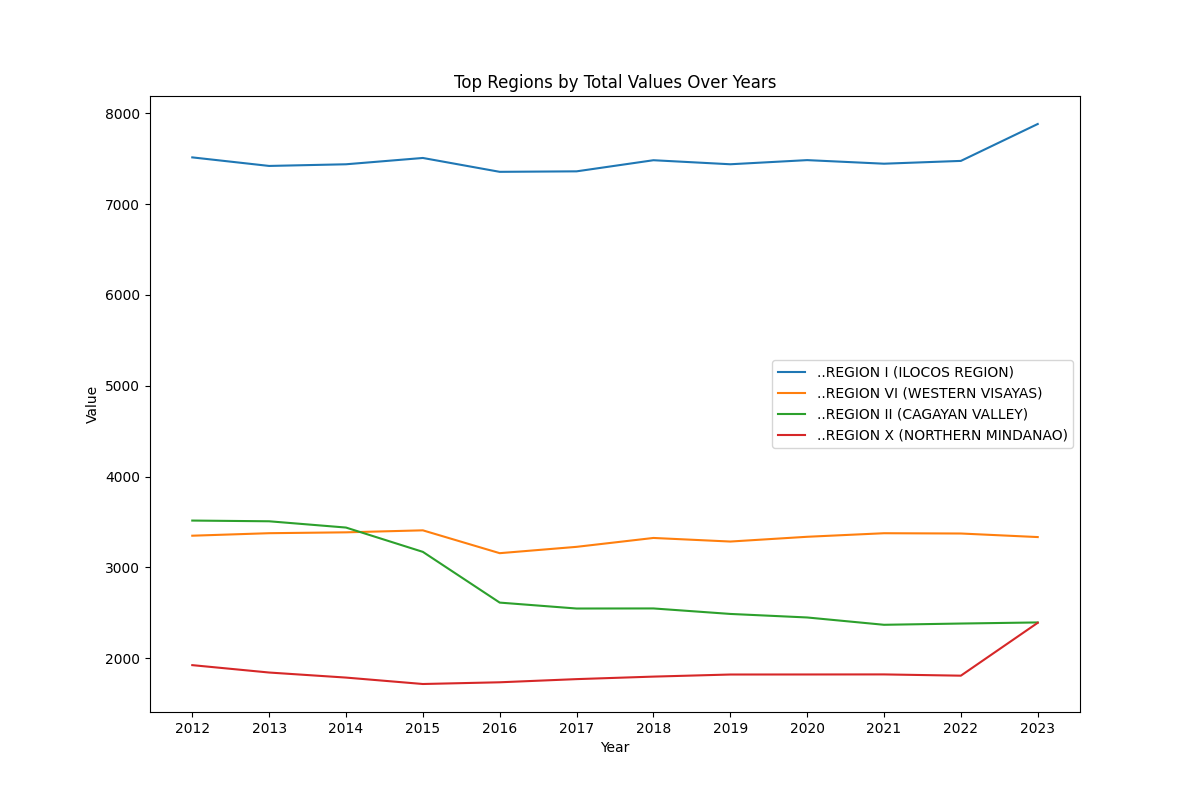 Top Regions by Total Values Over Years
8000
7000
6000
5000
4000
3000
2000
Value
..REGION I (ILOCOS REGION)
..REGION VI (WESTERN VISAYAS)
..REGION II (CAGAYAN VALLEY)
..REGION X (NORTHERN MINDANAO)
2012 2013 2014 2015 2016 2017 2018 2019 2020 2021 2022 2023
Year